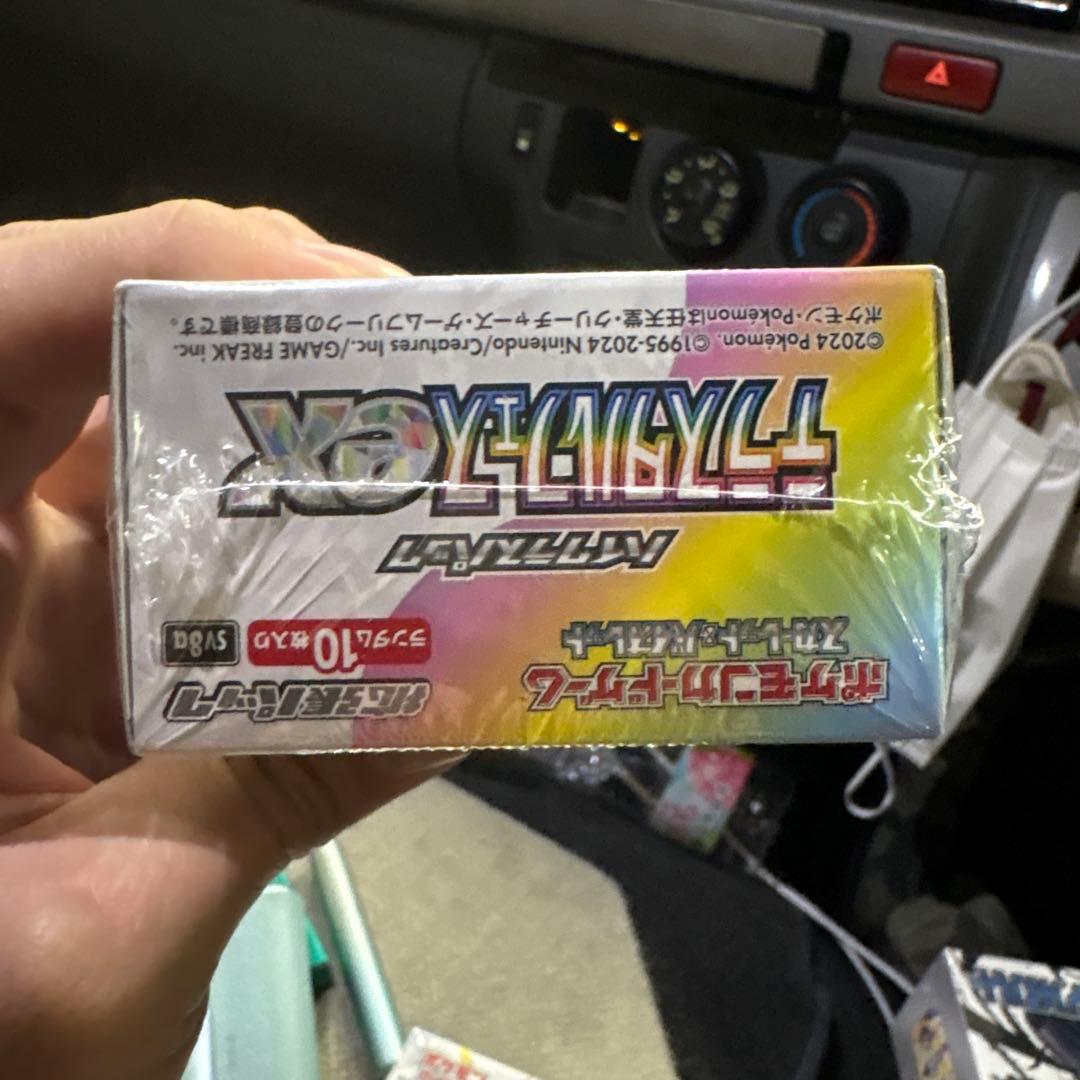 ポケモンカードゲーム
スカーレット&バイオレット
拡張パック
ランダム10枚入り
sv8a
ハイクラスパック
テラスタルフェスex
©2024 Pokémon. ©1995-2024 Nintendo/Creatures Inc./GAME FREAK inc.
ポケモン・Pokémonは任天堂・クリーチャーズ・ゲームフリークの登録商標です。